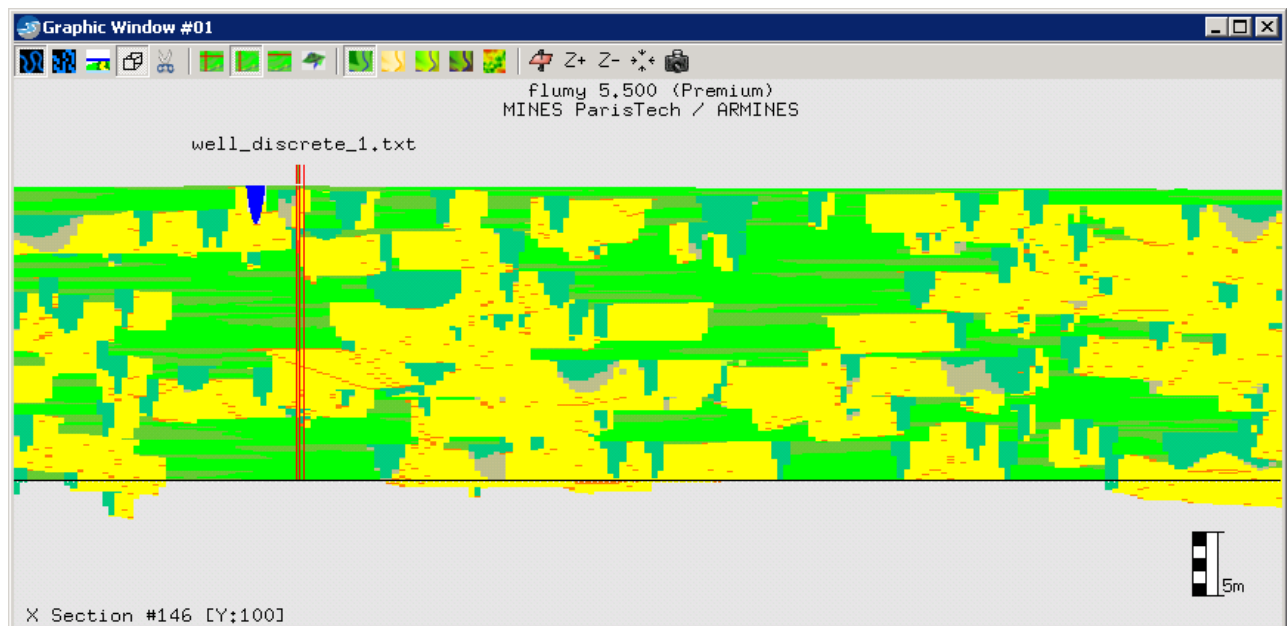 Graphic Window #01
Z+ Z-
flumy 5.500 (Premium)
MINES ParisTech / ARMINES
well_discrete_1.txt
5m
X Section #146 [Y:100]